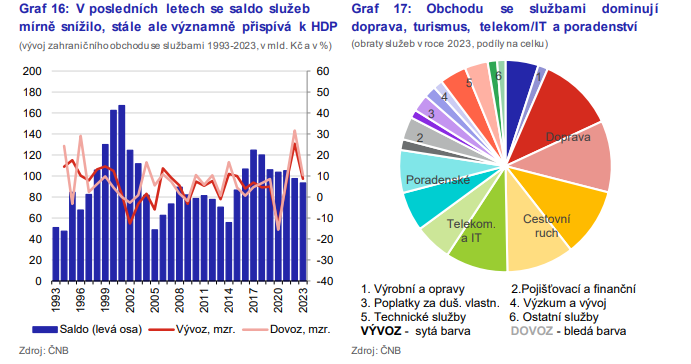 Graf 16: V posledních letech se saldo služeb
mírně snížilo, stále ale významně přispívá k HDP
(vývoj zahraničního obchodu se službami 1993-2023, v mld. Kč a v %)
200
180
160
140
120
100
80
60
40
20
0
60
50
40
30
20
10
0
-10
-20
-30
-40
1993
1996
1999
2002
2005
2008
2011
2014
2017
2020
2023
Saldo (levá osa)
Vývoz, mzr.
Dovoz, mzr.
Zdroj: ČNB
Graf 17: Obchodu se službami dominují
doprava, turismus, telekom/IT a poradenství
(obraty služeb v roce 2023, podíly na celku)
1
Doprava
Cestovní
ruch
Telekom.
a IT
Poradenské
2
3
4
5
6
1. Výrobní a opravy
2.Pojišťovací a finanční
3. Poplatky za duš. vlastn.
4. Výzkum a vývoj
5. Technické služby
6. Ostatní služby
VÝVOZ - sytá barva
DOVOZ - bledá barva
Zdroj: ČNB